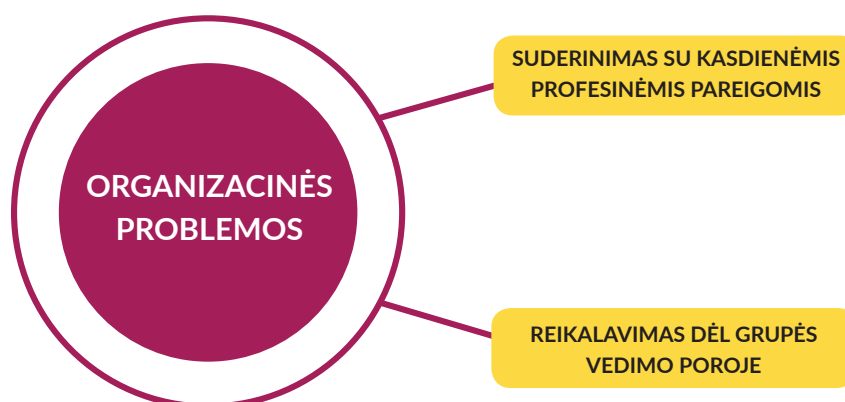 ORGANIZACINĖS
PROBLEMOS
SUDERINIMAS SU KASDIENĖMIS
PROFESINĖMIS PAREIGOMIS
REIKALAVIMAS DĖL GRUPĖS
VEDIMO POROJE